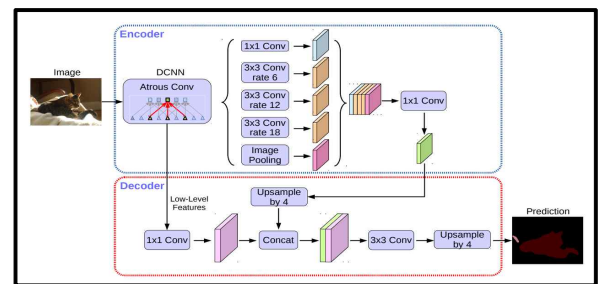 Encoder
Image
DCNN
Atrous Conv
1x1 Conv
3x3 Conv
rate 6
3x3 Conv
rate 12
3x3 Conv
rate 18
Image
Pooling
1x1 Conv
Decoder
Low-Level
Features
Upsample
by 4
1x1 Conv
Concat
3x3 Conv
Upsample
by 4
Prediction